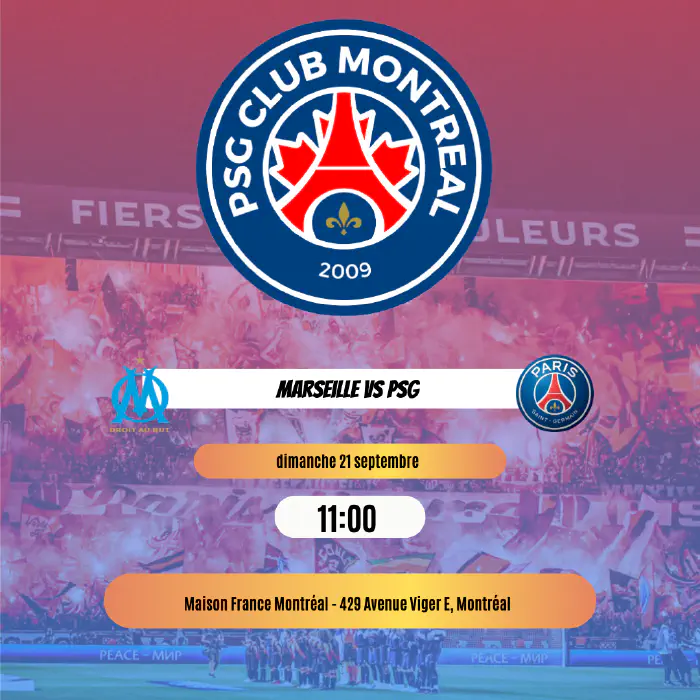 PSG CLUB MONTREAL
2009
FIERS
ULEURS
MARSEILLE VS PSG
DROIT AU BUT
PARIS
SAINT-GERMAIN
dimanche 21 septembre
11:00
Maison France Montréal - 429 Avenue Viger E, Montréal
PEACE – МИР
PEACE – МИР